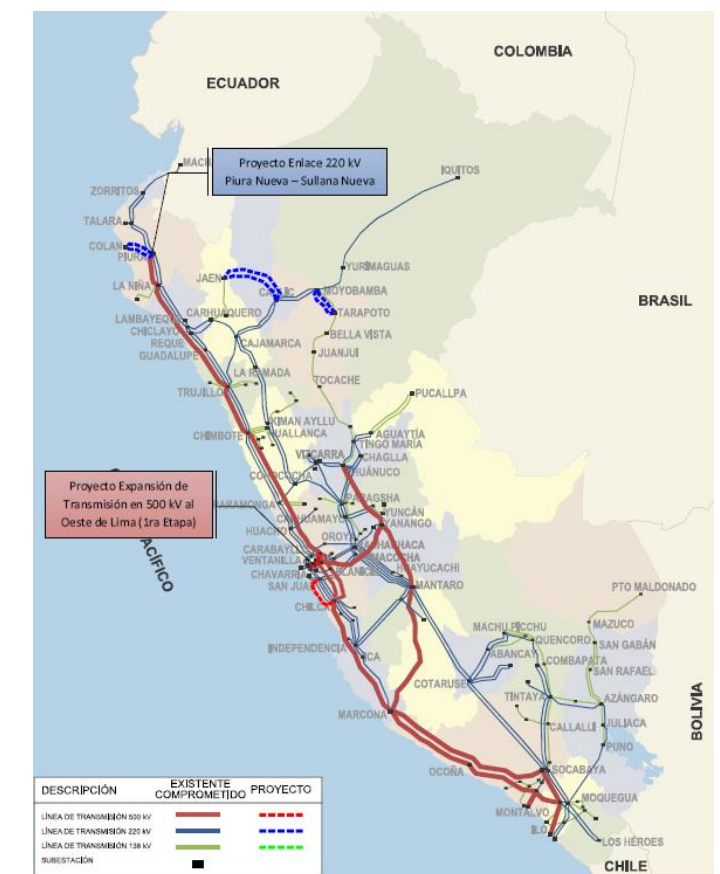 COLOMBIA
ECUADOR
Proyecto Enlace 220 kV
Piura Nueva – Sullana Nueva
IQUITOS
ZORRITOS
TALARA
COLAN
PIURA
YURIMAGUAS
JAEN
MOYOBAMBA
LA NIÑA
TARAPOTO
BRASIL
CARHUAQUERO
BELLA VISTA
CHICLAYO
REQUE
CAJAMARCA
GUADALUPE
JUANJUI
LA RAMADA
TOCACHE
TRUJILLO
PUCALLPA
KIMAN AYLLU
CHIMBOTE
HUALLANCA
AGUAYTÍA
TINGO MARÍA
CHAGLLA
HUÁNUCO
Proyecto Expansión de
Transmisión en 500 kV al
Oeste de Lima (1ra Etapa)
PARAGSHA
YUNCÁN
YANANGO
HUACHO
OROYA
PACÍFICO
VENTANILLA
CHAVARRÍA
HUAYUCACHI
MANTARO
CHILCA
PTO MALDONADO
MACHU PICCHU
MAZUCO
QUENCORO
SAN GABÁN
INDEPENDENCIA
ICA
ABANCAY
COMBAPATA
SAN RAFAEL
COTARUSE
TINTAYA
AZÁNGARO
MARCONA
CALLALLI
JULIACA
BOLIVIA
PUNO
OCOÑA
SOCABAYA
MOQUEGUA
MONTALVO
ILO
LOS HÉROES
CHILE
DESCRIPCIÓN EXISTENTE COMPROMETIDO PROYECTO
LÍNEA DE TRANSMISIÓN 500 kV
LÍNEA DE TRANSMISIÓN 220 kV
LÍNEA DE TRANSMISIÓN 138 kV
SUBESTACIÓN